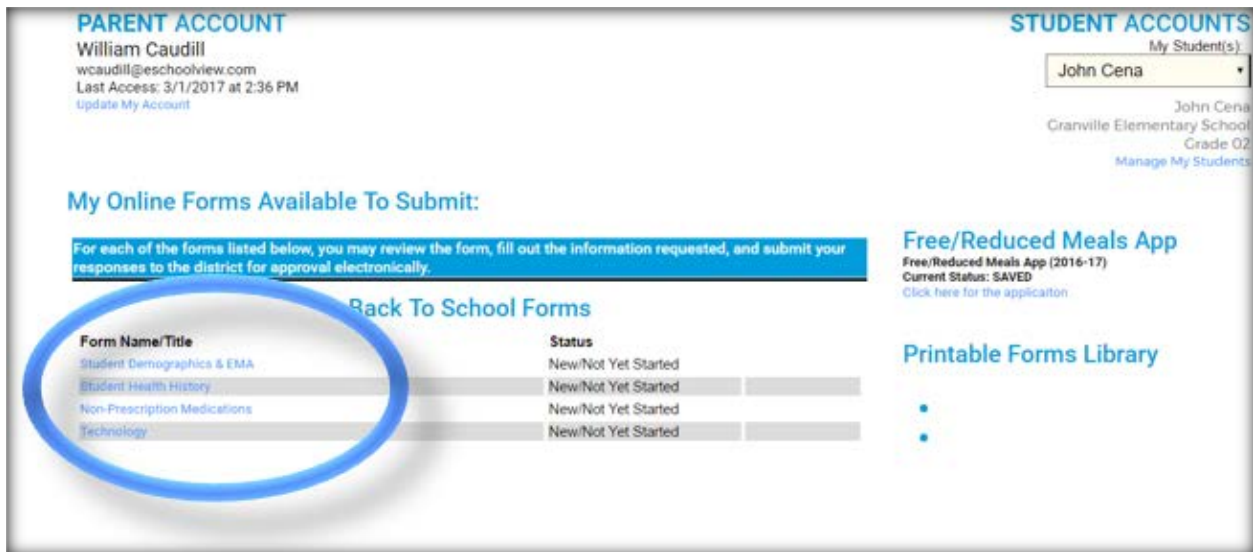 PARENT ACCOUNT
William Caudill
wcaudill@eschoolview.com
Last Access: 3/1/2017 at 2:36 PM
Update My Account
STUDENT ACCOUNTS
My Student(s):
John Cena
John Cena
Granville Elementary School
Grade 02
Manage My Students
My Online Forms Available To Submit:
For each of the forms listed below, you may review the form, fill out the information requested, and submit your
responses to the district for approval electronically.
Back To School Forms
Form Name/Title Status
Student Demographics & EMA New/Not Yet Started
Student Health History New/Not Yet Started
Non-Prescription Medications New/Not Yet Started
Technology New/Not Yet Started
Free/Reduced Meals App
Free/Reduced Meals App (2016-17)
Current Status: SAVED
Click here for the applicaiton
Printable Forms Library